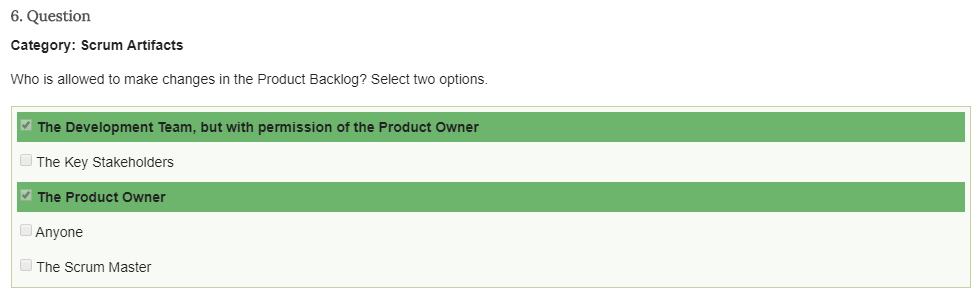 6. Question
Category: Scrum Artifacts
Who is allowed to make changes in the Product Backlog? Select two options.
The Development Team, but with permission of the Product Owner
The Key Stakeholders
The Product Owner
Anyone
The Scrum Master